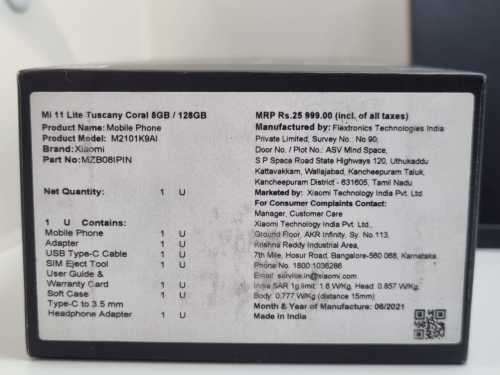 Mi 11 Lite Tuscany Coral 8GB / 128GB
Product Name: Mobile Phone
Product Model: M2101K9AI
Brand: Xiaomi
Part No: MZB08IPIN
Net Quantity: 1 U
1 U Contains:
Mobile Phone 1 U
Adapter 1 U
USB Type-C Cable 1 U
SIM Eject Tool 1 U
User Guide &
Warranty Card 1 U
Soft Case 1 U
Type-C to 3.5 mm
Headphone Adapter 1 U
MRP Rs.25 999.00 (incl. of all taxes)
Manufactured by: Flextronics Technologies India
Private Limited, Survey No.: No 90,
Door No. / Plot No.: ASV Mind Space,
S P Space Road State Highways 120, Uthukaddu
Kattavakkam, Wallajabad, Kancheepuram Taluk,
Kancheepuram District - 631605, Tamil Nadu
Marketed by: Xiaomi Technology India Pvt. Ltd.
For Consumer Complaints Contact:
Manager, Customer Care
Xiaomi Technology India Pvt. Ltd.,
Ground Floor, AKR Infinity, Sy. No.113,
Krishna Reddy Industrial Area,
7th Mile, Hosur Road, Bangalore-560 068, Karnataka.
Phone No. 1800 1036286
Email: service.in@xiaomi.com
India SAR 1g limit: 1.6 W/Kg, Head: 0.857 W/Kg,
Body: 0.777 W/Kg (distance 15mm)
Month & Year of Manufacture: 06/2021
Made in India